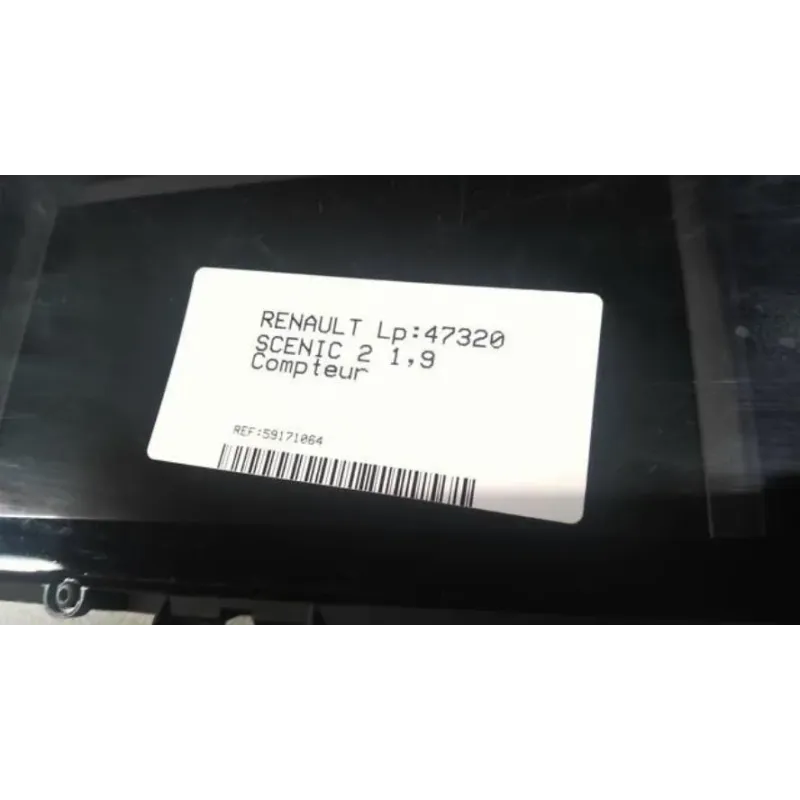 RENAULT Lp:47320
SCENIC 2 1,9
Compteur
REF:59171064